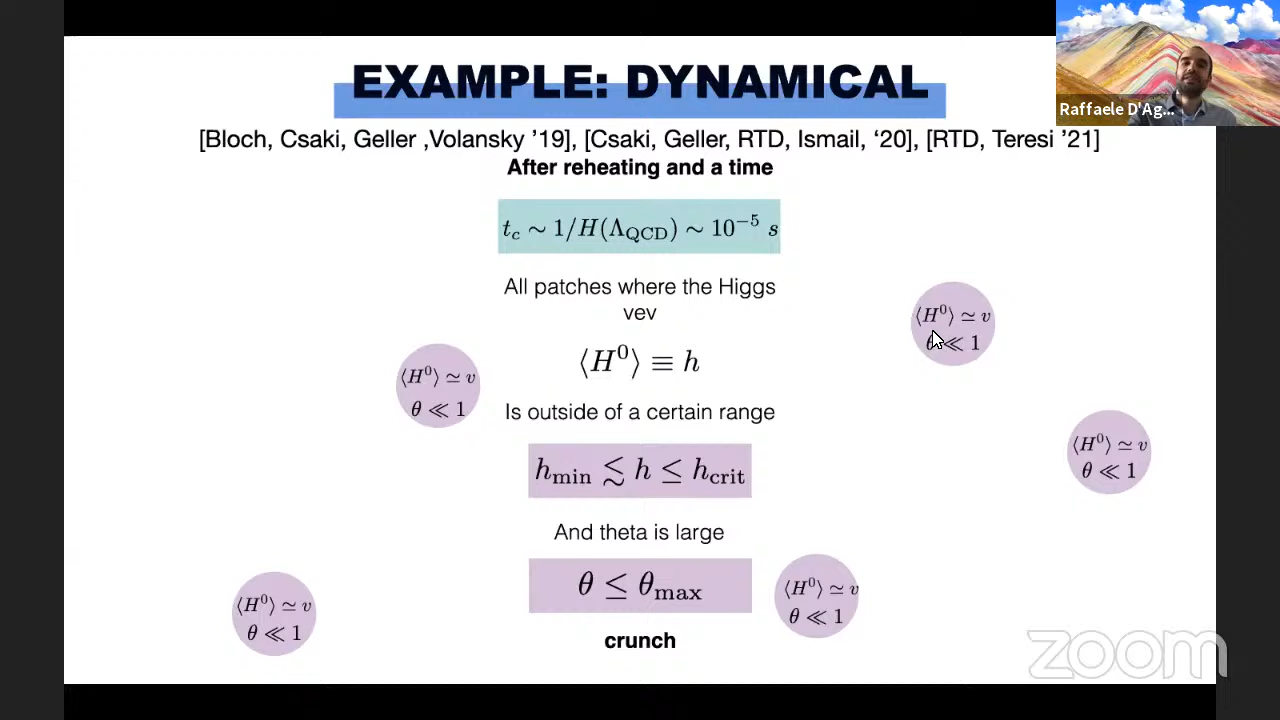 EXAMPLE: DYNAMICAL
Raffaele D'Ag...
[Bloch, Csaki, Geller ,Volansky ’19], [Csaki, Geller, RTD, Ismail, ‘20], [RTD, Teresi ’21]
After reheating and a time
t_c ∼ 1/H(Λ_QCD) ∼ 10^−5 s
All patches where the Higgs
vev
⟨H^0⟩ ≡ h
Is outside of a certain range
h_min ≲ h ≤ h_crit
And theta is large
θ ≤ θ_max
crunch
⟨H^0⟩ ≃ v
θ ≪ 1
⟨H^0⟩ ≃ v
θ ≪ 1
⟨H^0⟩ ≃ v
θ ≪ 1
⟨H^0⟩ ≃ v
θ ≪ 1
⟨H^0⟩ ≃ v
θ ≪ 1
zoom